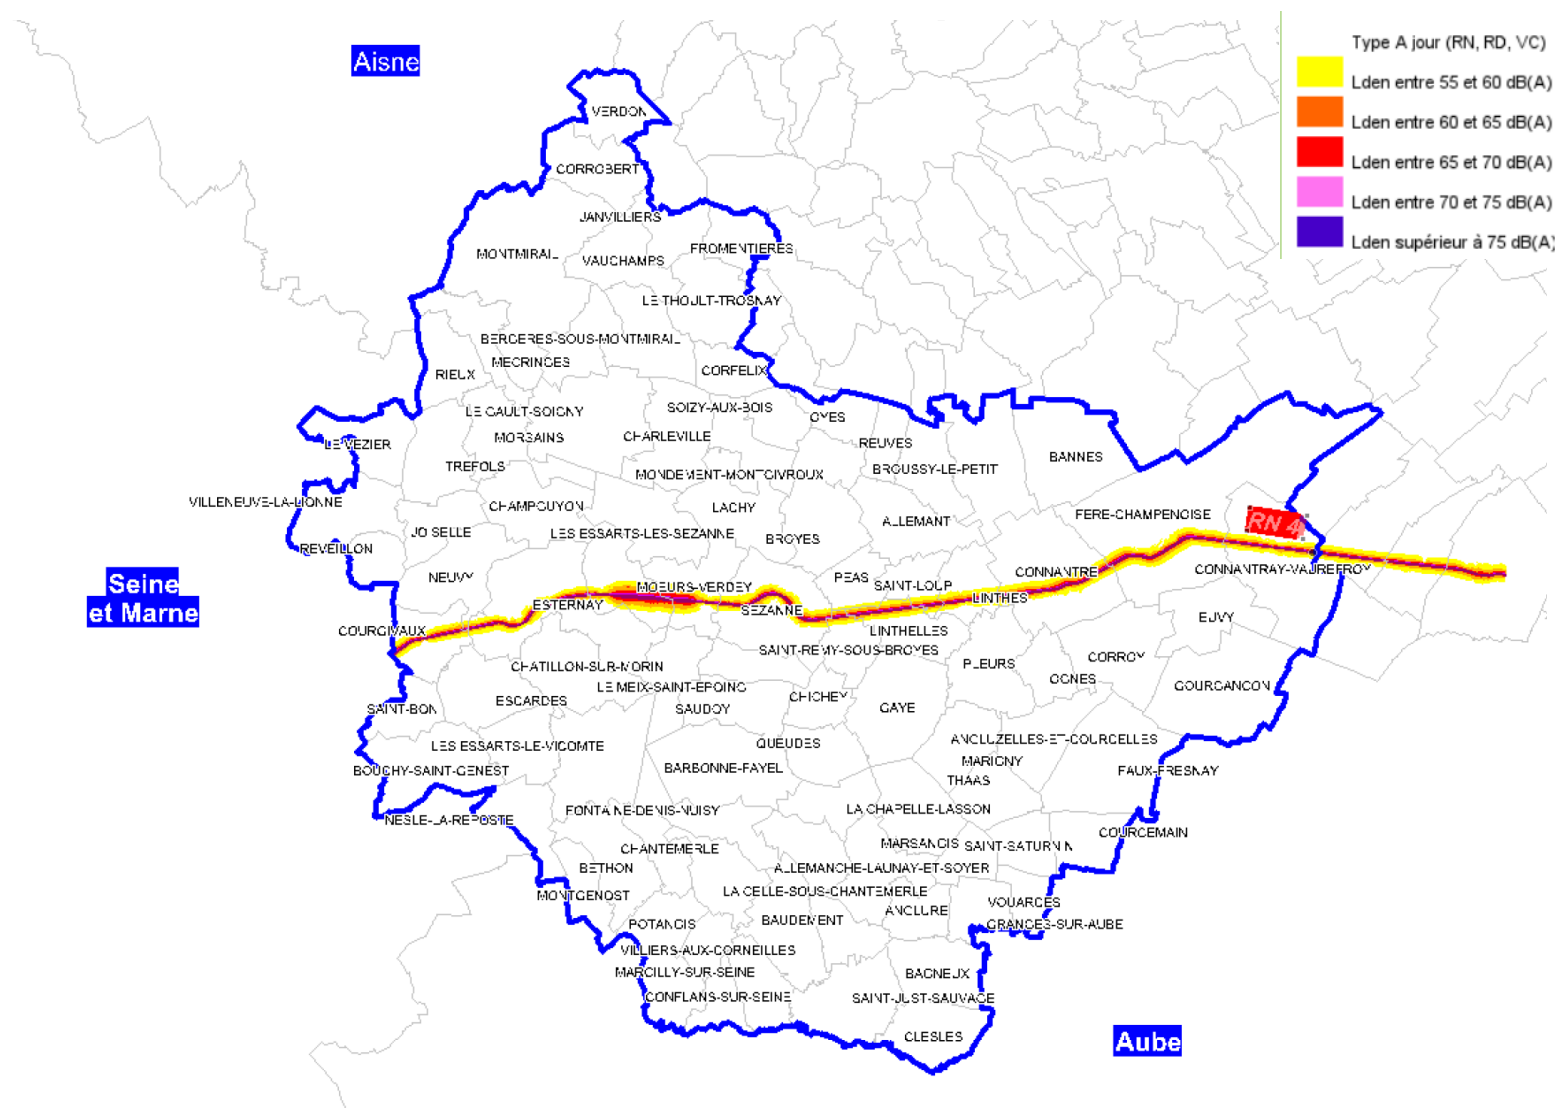 Aisne
Type A jour (RN, RD, VC)
Lden entre 55 et 60 dB(A)
Lden entre 60 et 65 dB(A)
Lden entre 65 et 70 dB(A)
Lden entre 70 et 75 dB(A)
Lden supérieur à 75 dB(A)
VERDON
CORROBERT
JANVILLIERS
MONTMIRAIL
VAUCHAMPS
FROMENTIERES
LE THOULT-TROSNAY
BERGERES-SOUS-MONTMIRAIL
MECRINGES
RIEUX
CORFELIX
LE GAULT-SOIGNY
SOIZY-AUX-BOIS
OYES
LE VEZIER
MORSAINS
CHARLEVILLE
REUVES
TREFOLS
MONDEMENT-MONTGIVROUX
BROUSSY-LE-PETIT
BANNES
VILLENEUVE-LA-LIONNE
CHAMPGUYON
LACHY
FERE-CHAMPENOISE
RN 4
JOISELLE
LES ESSARTS-LES-SEZANNE
BROYES
ALLEMANT
REVEILLON
NEUVY
MOEURS-VERDEY
PEAS
SAINT-LOUP
CONNANTRE
CONNANTRAY-VAUREFROY
Seine
et Marne
ESTERNAY
SEZANNE
LINTHES
EUVY
COURGIVAUX
LINTHELLES
SAINT-REMY-SOUS-BROYES
PLEURS
CORROY
CHATILLON-SUR-MORIN
OGNES
LE MEIX-SAINT-EPOING
CHICHEY
GOURGANCON
ESCARDES
SAINT-BON
SAUDOY
GAYE
LES ESSARTS-LE-VICOMTE
QUEUDES
ANGLUZELLES-ET-COURCELLES
BOUCHY-SAINT-GENEST
BARBONNE-FAYEL
MARIGNY
THAAS
FAUX-FRESNAY
NESLE-LA-REPOSTE
FONTAINE-DENIS-NUISY
LA CHAPELLE-LASSON
COURCEMAIN
CHANTEMERLE
MARSANGIS
SAINT-SATURNIN
BETHON
ALLEMANCHE-LAUNAY-ET-SOYER
MONTGENOST
LA CELLE-SOUS-CHANTEMERLE
VOUARCES
POTANGIS
BAUDEMENT
ANGLURE
GRANGES-SUR-AUBE
VILLIERS-AUX-CORNEILLES
MARCILLY-SUR-SEINE
BAGNEUX
CONFLANS-SUR-SEINE
SAINT-JUST-SAUVAGE
CLESLES
Aube